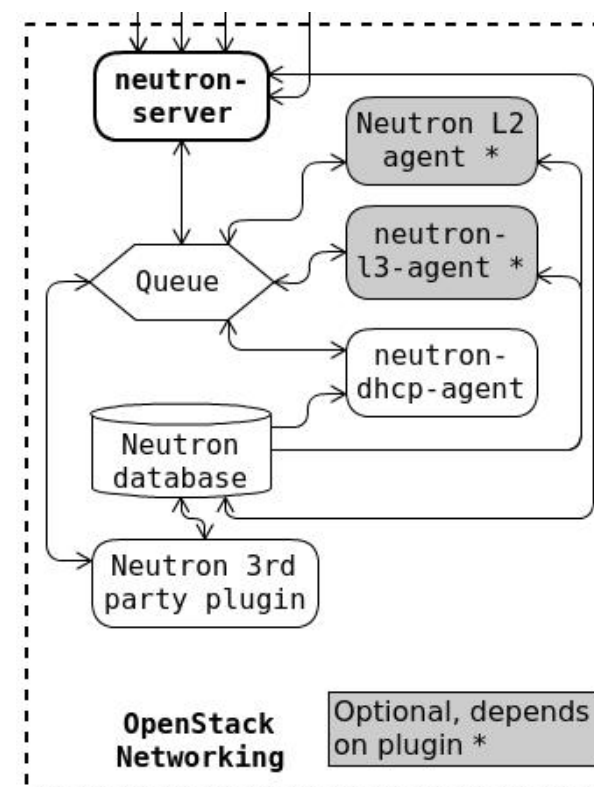 neutron-
server
Neutron L2
agent *
neutron-
l3-agent *
Queue
neutron-
dhcp-agent
Neutron
database
Neutron 3rd
party plugin
OpenStack
Networking
Optional, depends
on plugin *